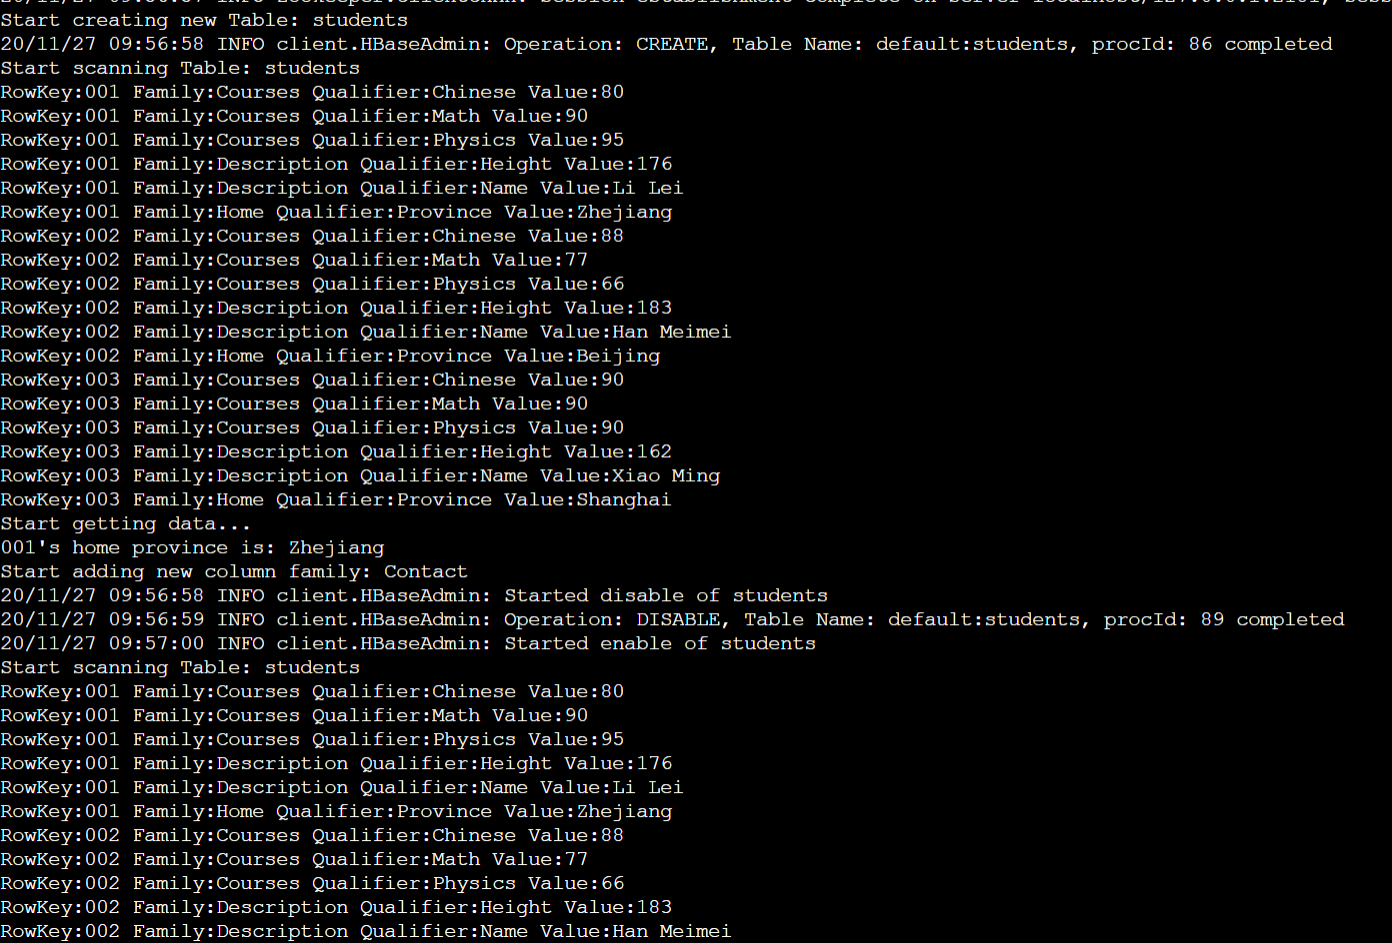 Start creating new Table: students
20/11/27 09:56:58 INFO client.HBaseAdmin: Operation: CREATE, Table Name: default:students, procId: 86 completed
Start scanning Table: students
RowKey:001 Family:Courses Qualifier:Chinese Value:80
RowKey:001 Family:Courses Qualifier:Math Value:90
RowKey:001 Family:Courses Qualifier:Physics Value:95
RowKey:001 Family:Description Qualifier:Height Value:176
RowKey:001 Family:Description Qualifier:Name Value:Li Lei
RowKey:001 Family:Home Qualifier:Province Value:Zhejiang
RowKey:002 Family:Courses Qualifier:Chinese Value:88
RowKey:002 Family:Courses Qualifier:Math Value:77
RowKey:002 Family:Courses Qualifier:Physics Value:66
RowKey:002 Family:Description Qualifier:Height Value:183
RowKey:002 Family:Description Qualifier:Name Value:Han Meimei
RowKey:002 Family:Home Qualifier:Province Value:Beijing
RowKey:003 Family:Courses Qualifier:Chinese Value:90
RowKey:003 Family:Courses Qualifier:Math Value:90
RowKey:003 Family:Courses Qualifier:Physics Value:90
RowKey:003 Family:Description Qualifier:Height Value:162
RowKey:003 Family:Description Qualifier:Name Value:Xiao Ming
RowKey:003 Family:Home Qualifier:Province Value:Shanghai
Start getting data...
001's home province is: Zhejiang
Start adding new column family: Contact
20/11/27 09:56:58 INFO client.HBaseAdmin: Started disable of students
20/11/27 09:56:59 INFO client.HBaseAdmin: Operation: DISABLE, Table Name: default:students, procId: 89 completed
20/11/27 09:57:00 INFO client.HBaseAdmin: Started enable of students
Start scanning Table: students
RowKey:001 Family:Courses Qualifier:Chinese Value:80
RowKey:001 Family:Courses Qualifier:Math Value:90
RowKey:001 Family:Courses Qualifier:Physics Value:95
RowKey:001 Family:Description Qualifier:Height Value:176
RowKey:001 Family:Description Qualifier:Name Value:Li Lei
RowKey:001 Family:Home Qualifier:Province Value:Zhejiang
RowKey:002 Family:Courses Qualifier:Chinese Value:88
RowKey:002 Family:Courses Qualifier:Math Value:77
RowKey:002 Family:Courses Qualifier:Physics Value:66
RowKey:002 Family:Description Qualifier:Height Value:183
RowKey:002 Family:Description Qualifier:Name Value:Han Meimei